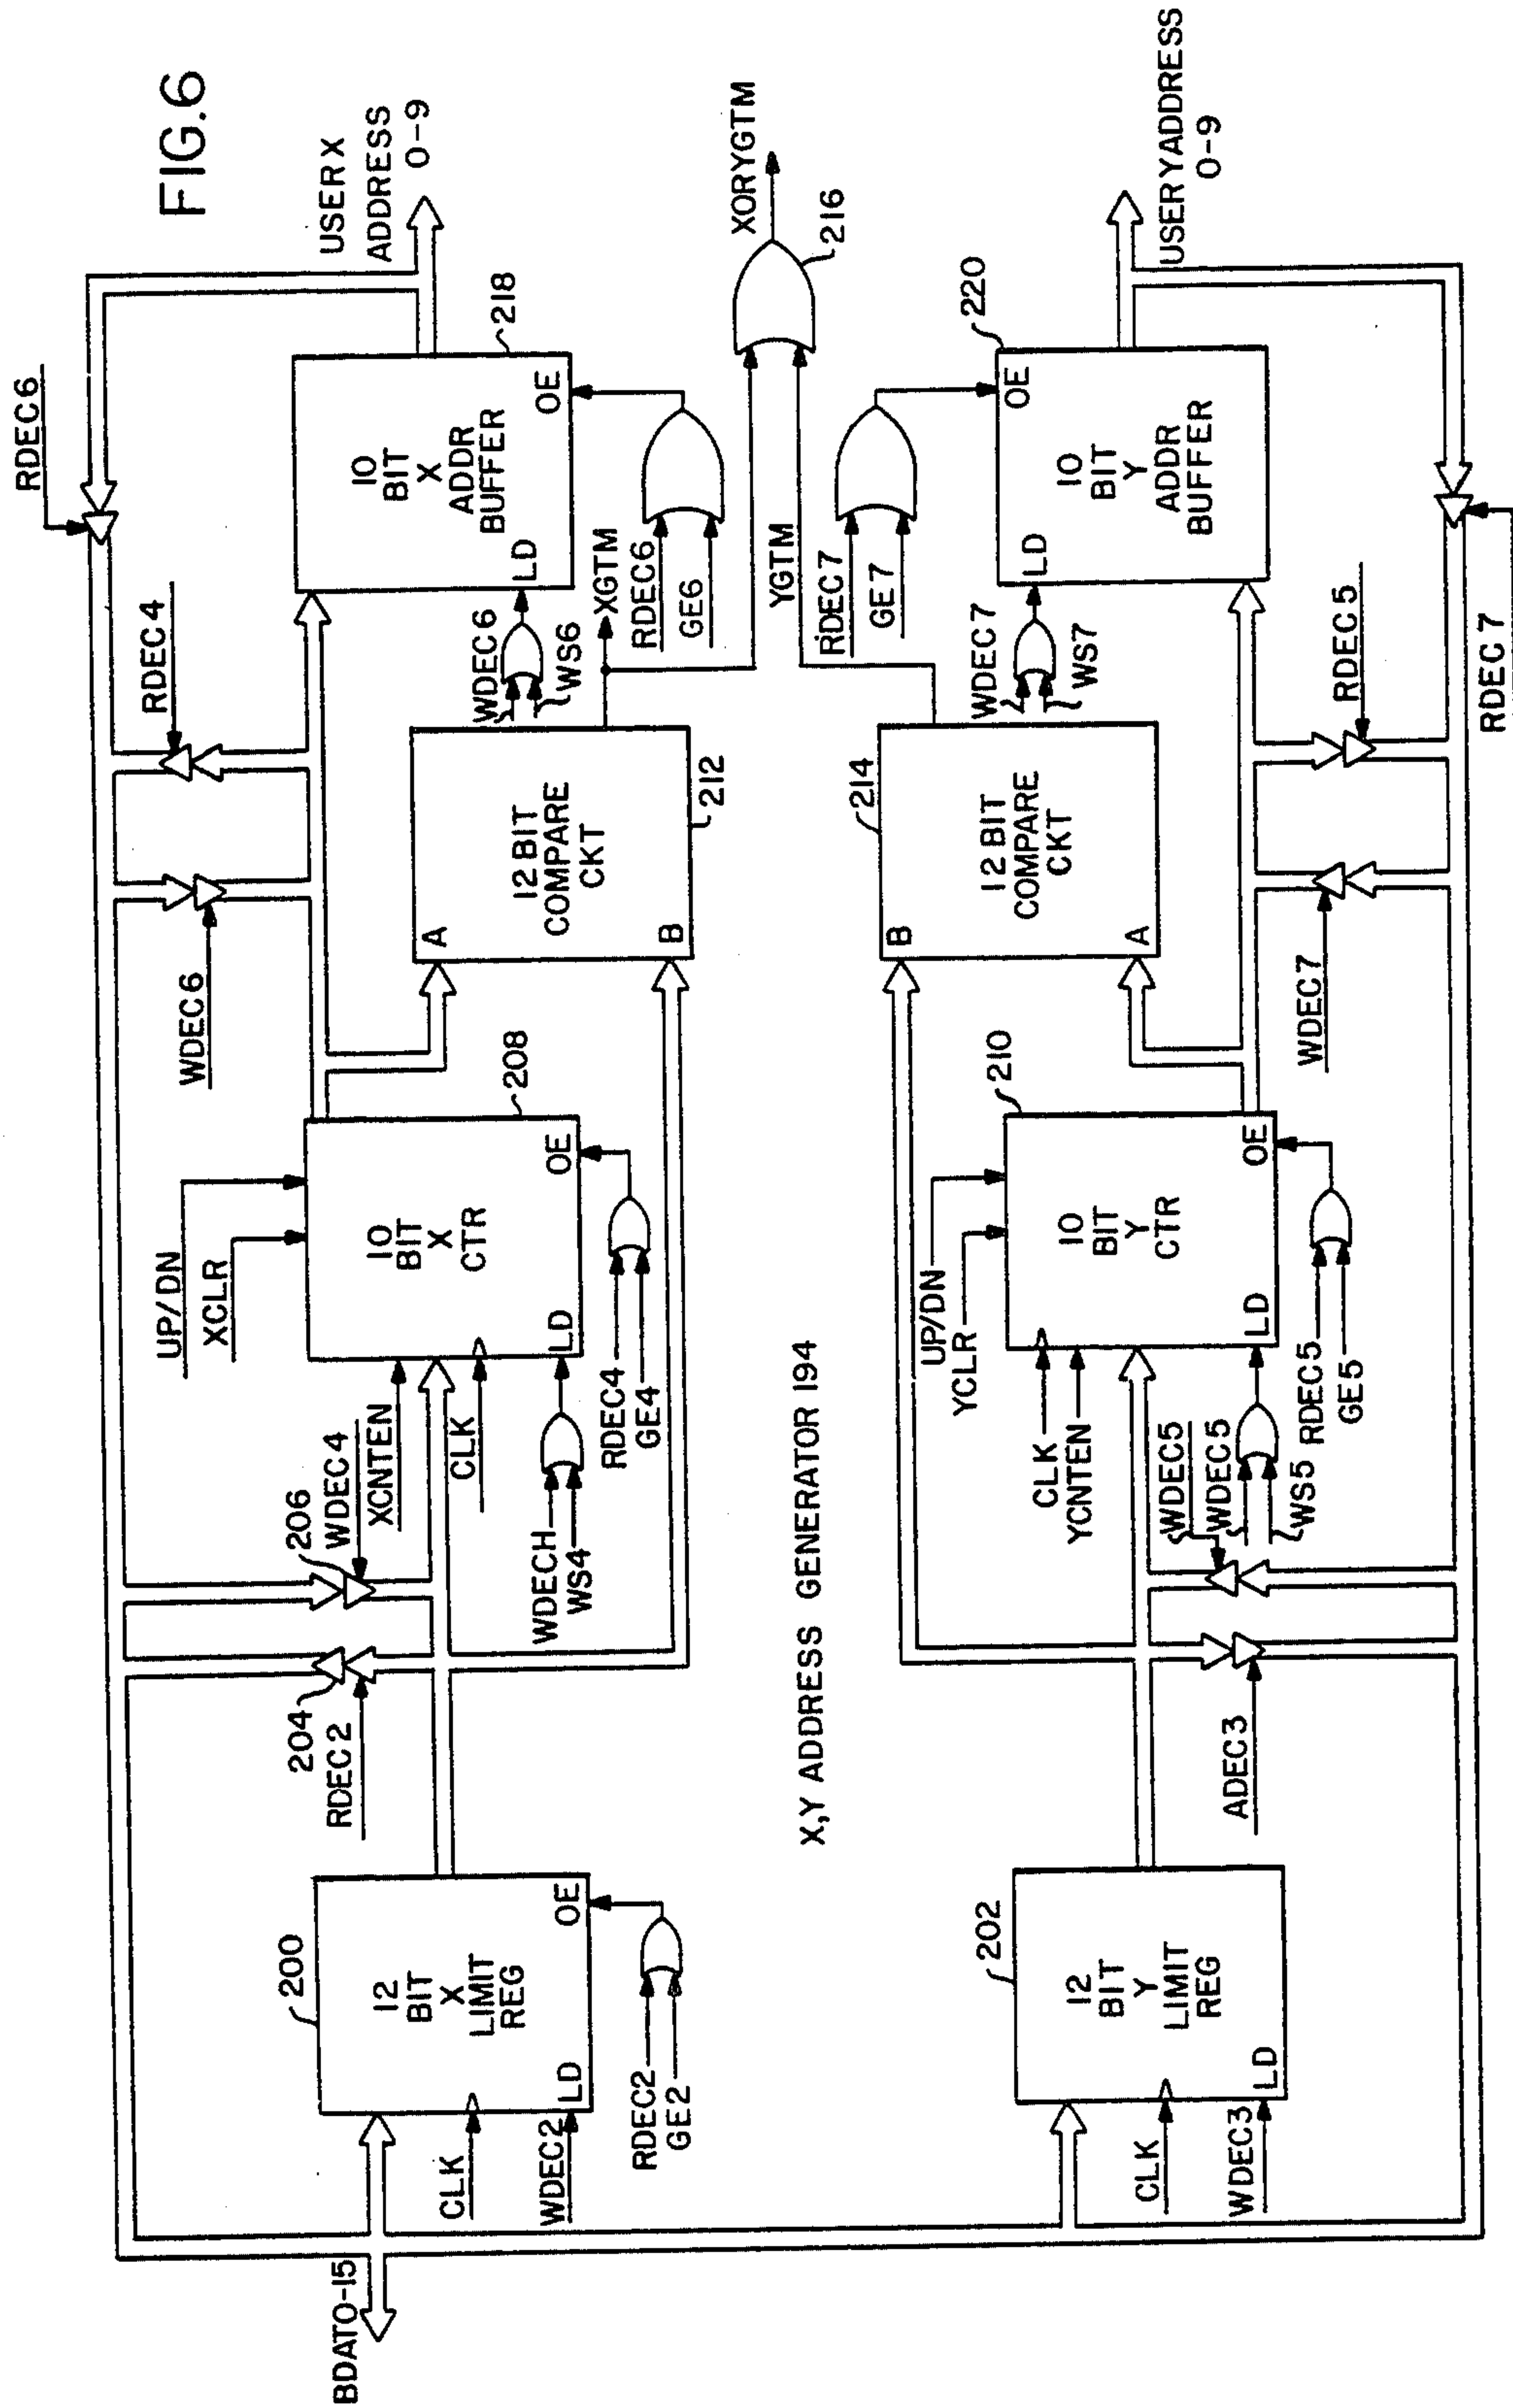 FIG.6
BDATO-15
200
12
BIT
X
LIMIT
REG
OE
LD
CLK
WDEC2
RDEC2
GE2
204
RDEC2
206
WDEC4
XCNTEN
CLK
WDECH
WS4
UP/DN
XCLR
208
10
BIT
X
CTR
OE
LD
RDEC4
GE4
WDEC6
RDEC4
RDEC6
A
12 BIT
COMPARE
CKT
B
212
WDEC6
WS6
XGTM
10
BIT
X
ADDR
BUFFER
LD
OE
218
RDEC6
GE6
USER X
ADDRESS
0-9
XORYGTM
216
YGTM
X,Y ADDRESS GENERATOR 194
202
12
BIT
Y
LIMIT
REG
LD
CLK
WDEC3
ADEC3
WDEC5
WDEC5
WS5
UP/DN
YCLR
CLK
YCNTEN
210
10
BIT
Y
CTR
OE
LD
RDEC5
GE5
214
B
12 BIT
COMPARE
CKT
A
WDEC7
RDEC5
RDEC7
WDEC7
WS7
RDEC7
GE7
220
10
BIT
Y
ADDR
BUFFER
LD
OE
USER Y ADDRESS
0-9